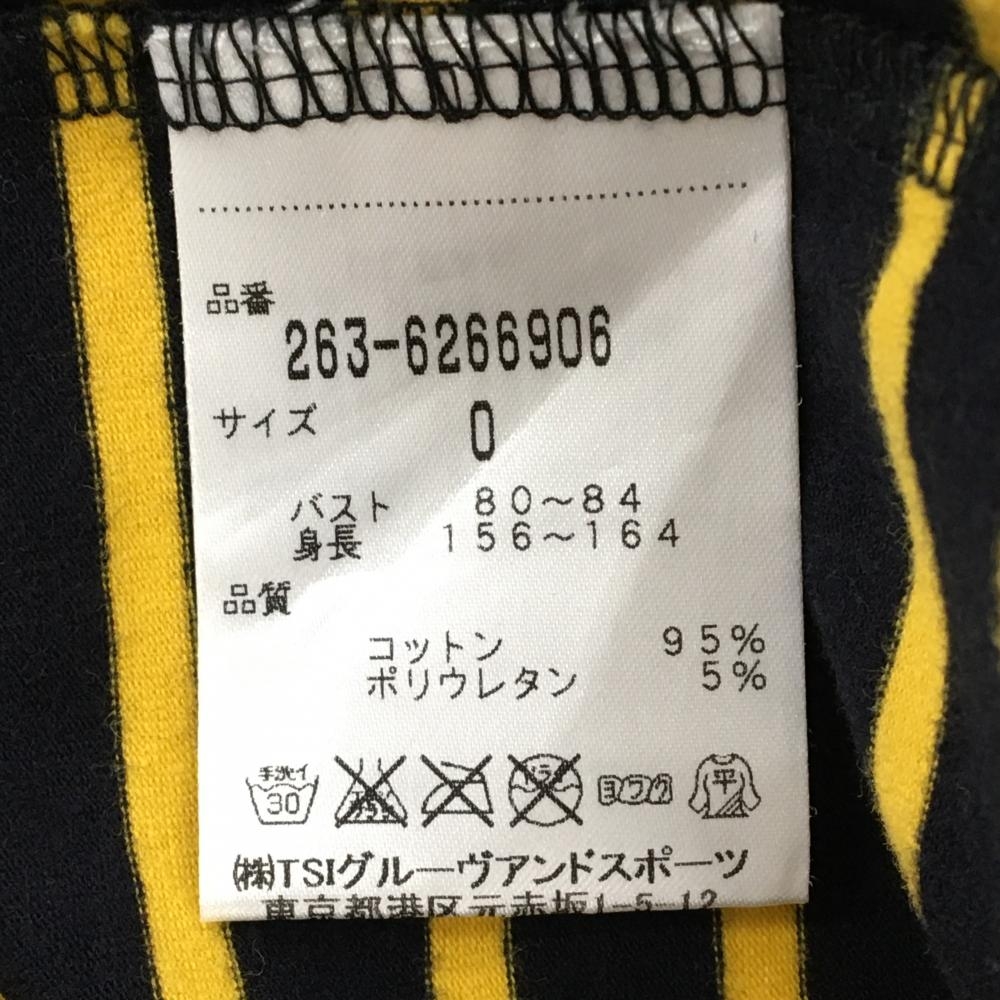 品番
263-6266906
サイズ 0
バスト 80～84
身長 156～164
品質
コットン 95%
ポリウレタン 5%
手洗イ 30 平
㈱TSIグルーヴアンドスポーツ
東京都港区元赤坂1-5-12